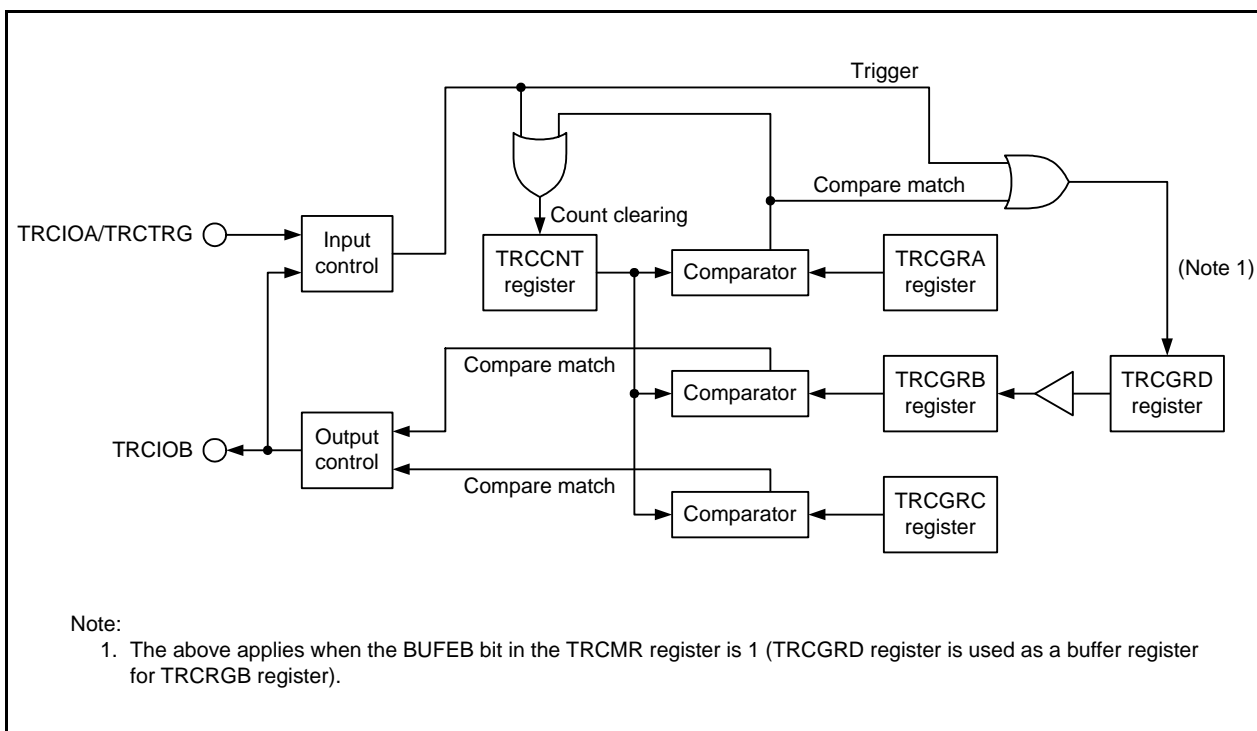 Trigger
Compare match
Count clearing
TRCIOA/TRCTRG
Input
control
TRCCNT
register
Comparator
TRCGRA
register
(Note 1)
Compare match
Comparator
TRCGRB
register
TRCGRD
register
TRCIOB
Output
control
Compare match
Comparator
TRCGRC
register
Note:
1. The above applies when the BUFEB bit in the TRCMR register is 1 (TRCGRD register is used as a buffer register
for TRCRGB register).